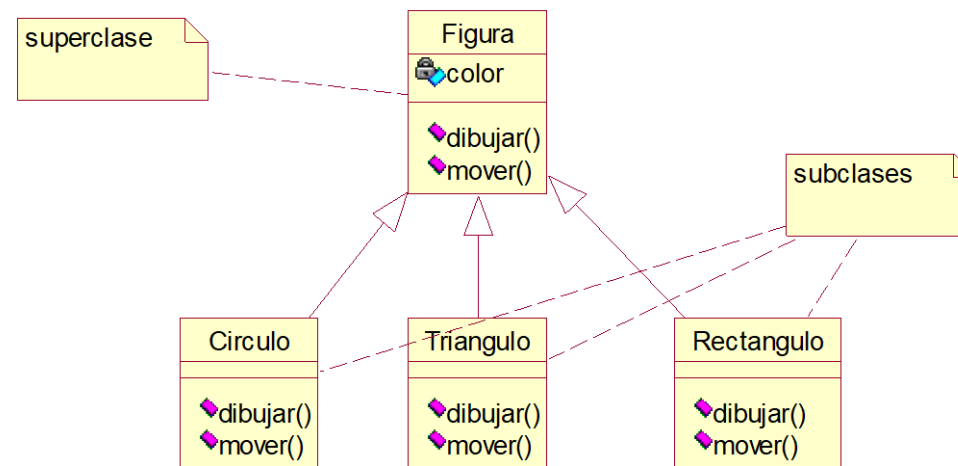 superclase
Figura
color
dibujar()
mover()
subclases
Circulo
dibujar()
mover()
Triangulo
dibujar()
mover()
Rectangulo
dibujar()
mover()